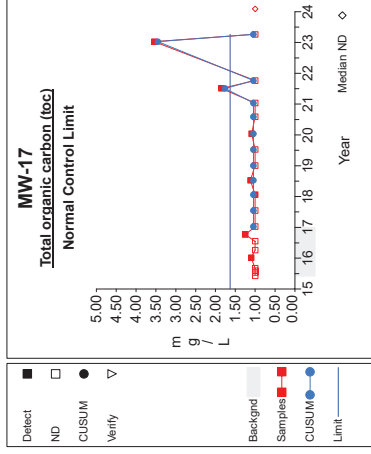 MW-17
Total organic carbon (toc)
Normal Control Limit
5.00
4.50
4.00
3.50
3.00
2.50
2.00
1.50
1.00
0.50
0.00
m g / L
15 16 17 18 19 20 21 22 23 24
Year
Median ND
Detect
ND
CUSUM
Verify
Backgnd
Samples
CUSUM
Limit